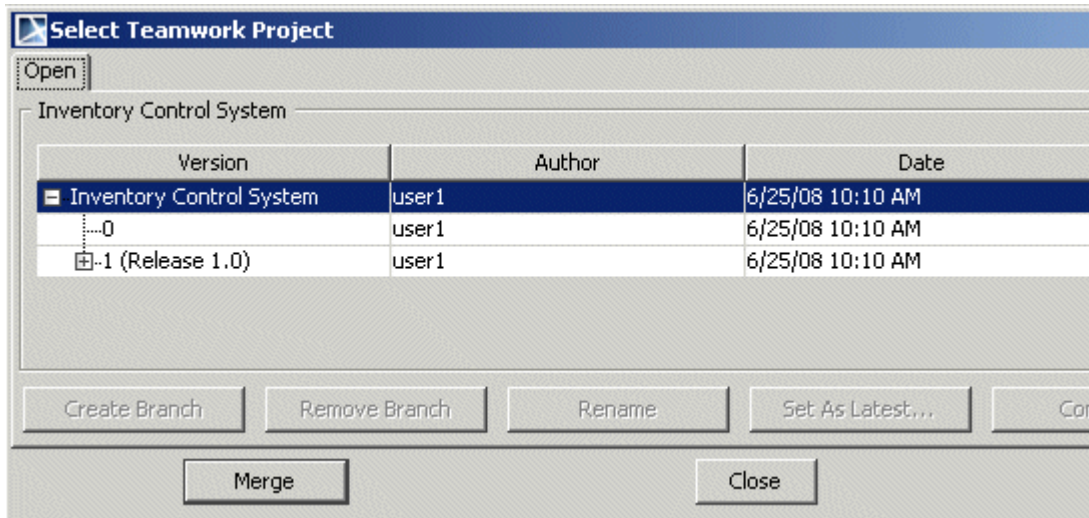 Select Teamwork Project
Open
Inventory Control System
Version Author Date
Inventory Control System user1 6/25/08 10:10 AM
0 user1 6/25/08 10:10 AM
1 (Release 1.0) user1 6/25/08 10:10 AM
Create Branch Remove Branch Rename Set As Latest...
Merge Close